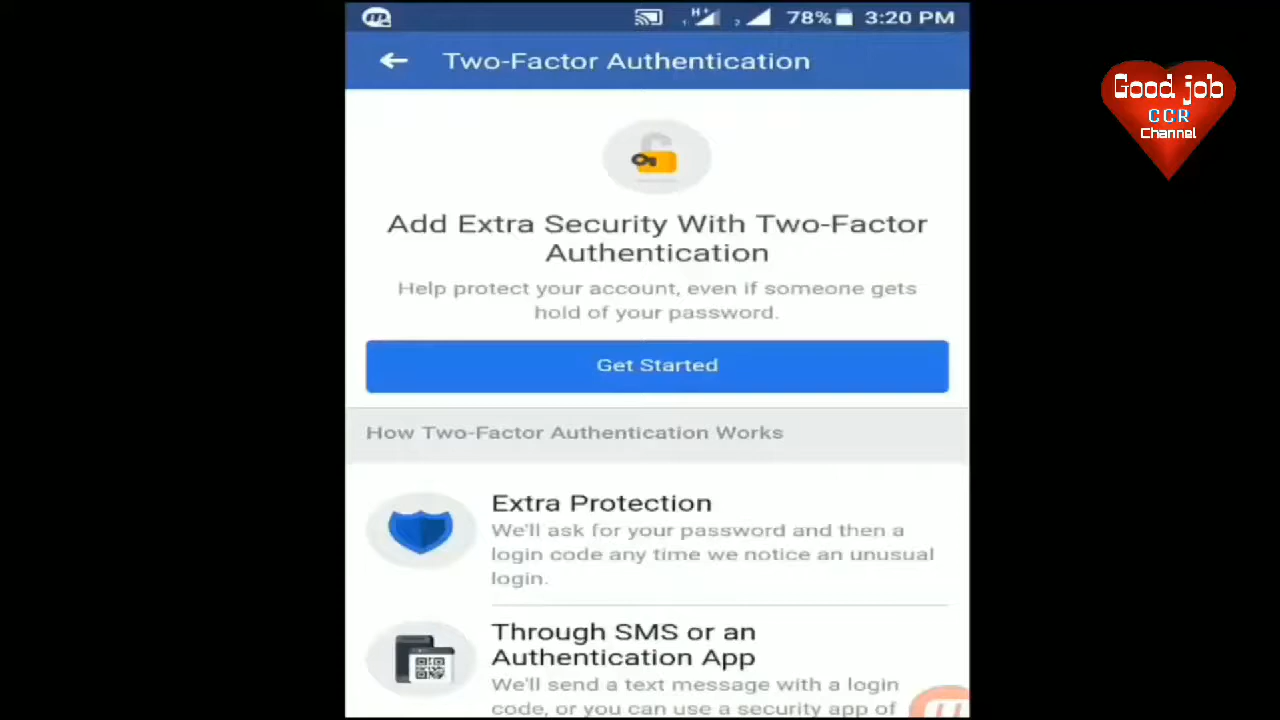 1 H+ 2 78% 3:20 PM
Two-Factor Authentication
Good job
CCR
Channel
Add Extra Security With Two-Factor
Authentication
Help protect your account, even if someone gets
hold of your password.
Get Started
How Two-Factor Authentication Works
Extra Protection
We'll ask for your password and then a
login code any time we notice an unusual
login.
Through SMS or an
Authentication App
We'll send a text message with a login
code, or you can use a security app of